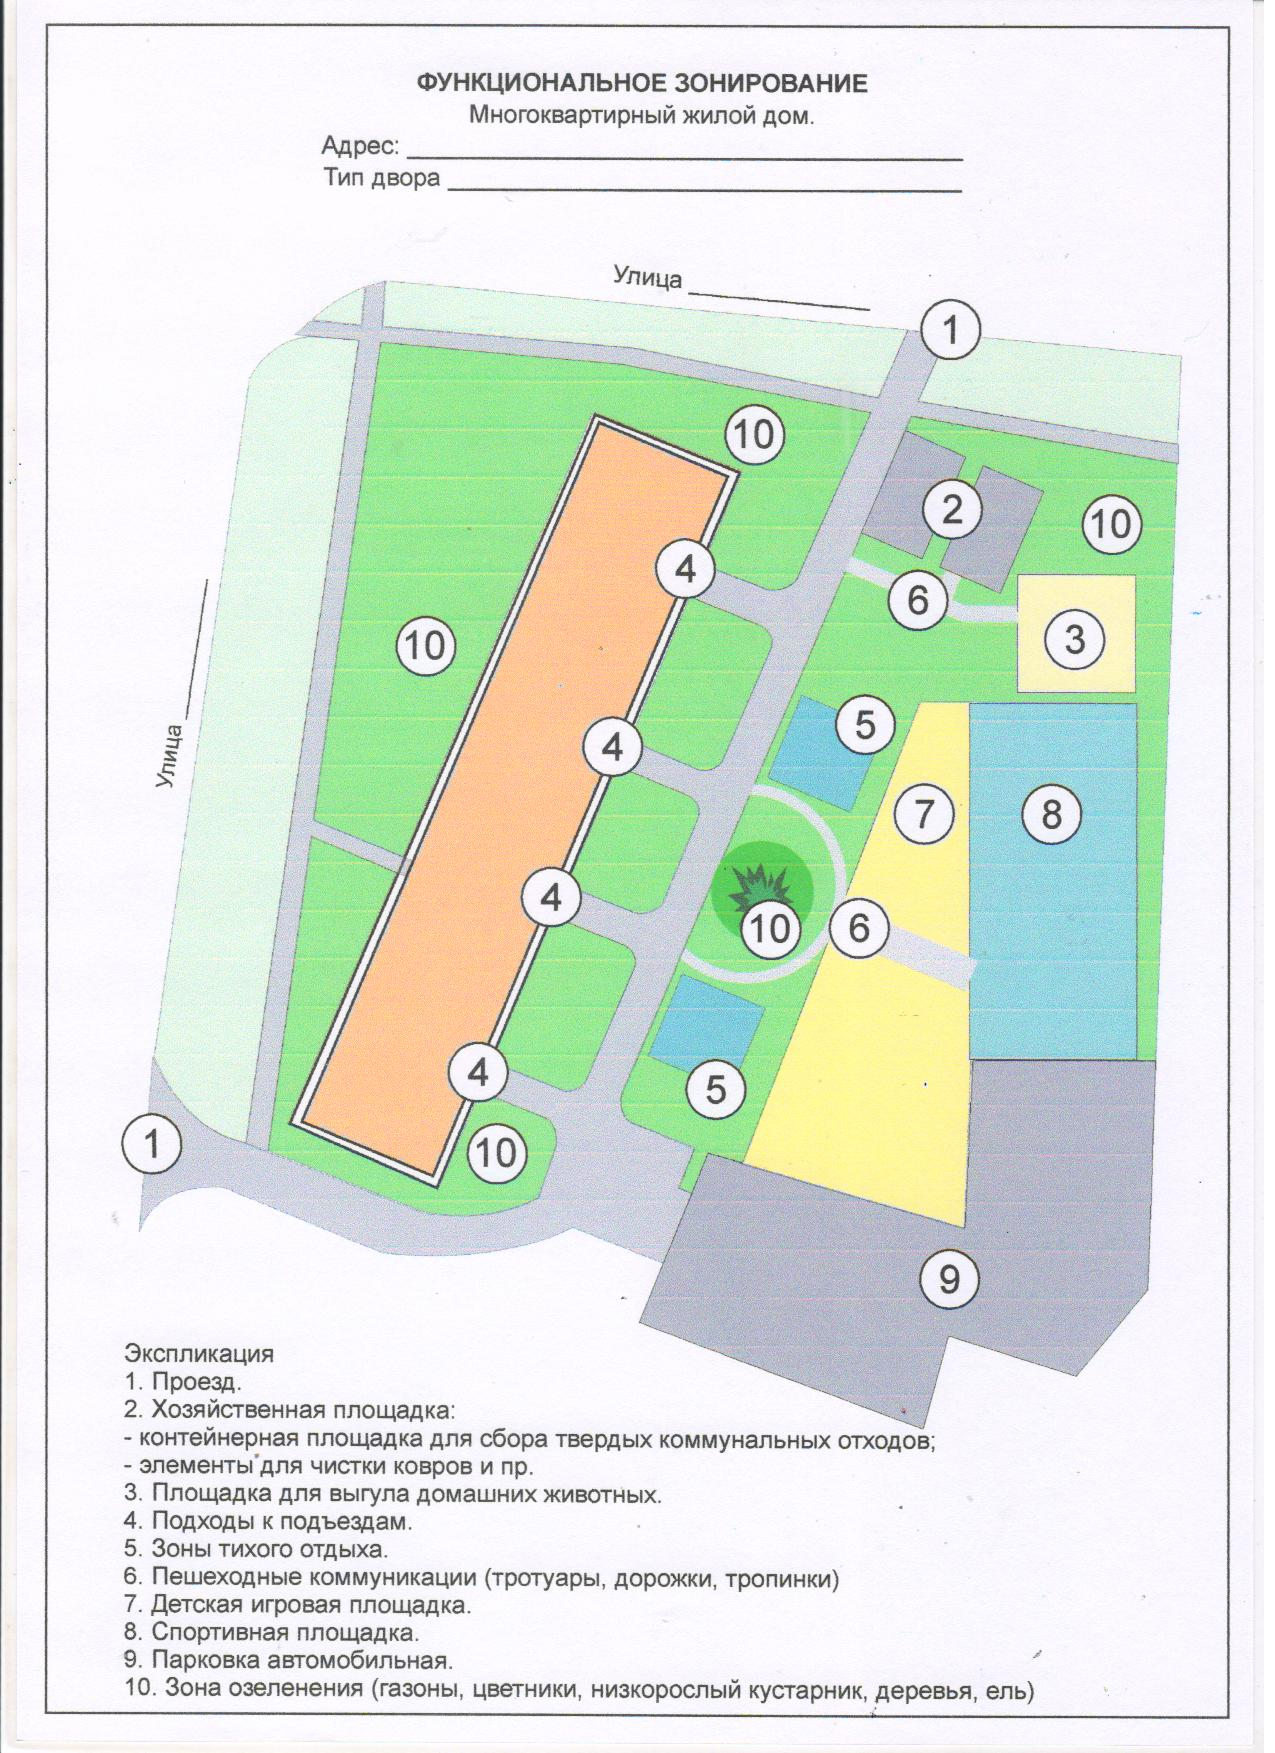 ФУНКЦИОНАЛЬНОЕ ЗОНИРОВАНИЕ
Многоквартирный жилой дом.
Адрес:
Тип двора
Улица
1
10
2
10
4
6
3
10
5
4
7
8
Улица
4
10
6
4
5
1
10
9
Экспликация
1. Проезд.
2. Хозяйственная площадка:
- контейнерная площадка для сбора твердых коммунальных отходов;
- элементы для чистки ковров и пр.
3. Площадка для выгула домашних животных.
4. Подходы к подъездам.
5. Зоны тихого отдыха.
6. Пешеходные коммуникации (тротуары, дорожки, тропинки)
7. Детская игровая площадка.
8. Спортивная площадка.
9. Парковка автомобильная.
10. Зона озеленения (газоны, цветники, низкорослый кустарник, деревья, ель)